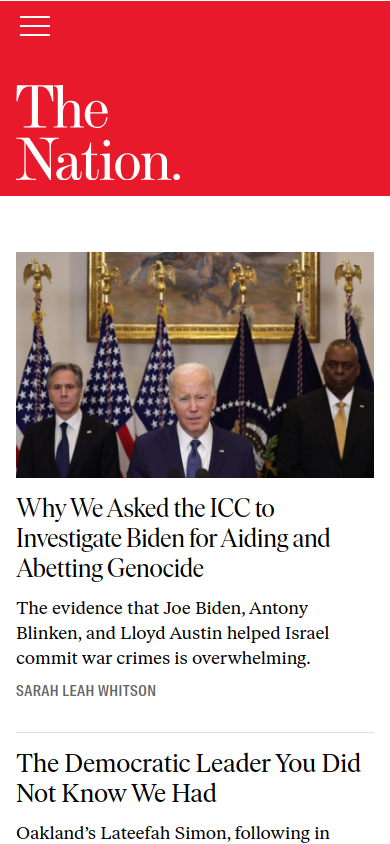 The
Nation.
Why We Asked the ICC to
Investigate Biden for Aiding and
Abetting Genocide
The evidence that Joe Biden, Antony
Blinken, and Lloyd Austin helped Israel
commit war crimes is overwhelming.
SARAH LEAH WHITSON
The Democratic Leader You Did
Not Know We Had
Oakland’s Lateefah Simon, following in